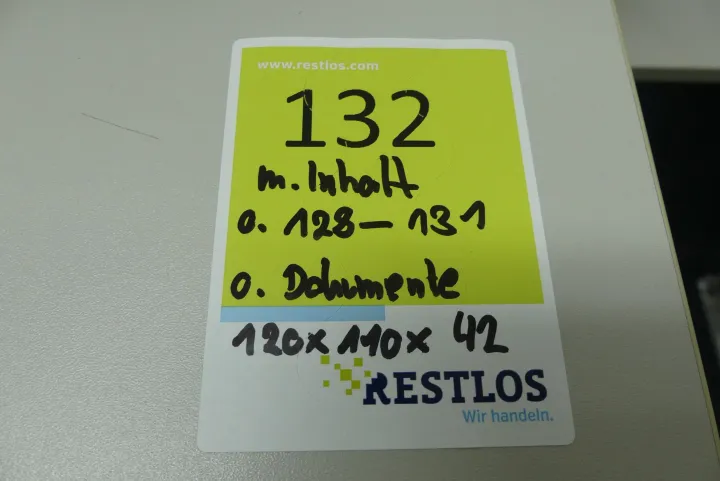 www.restlos.com
132
m. Inhalt
o. 128 – 131
o. Dokumente
120 x 110 x 42
RESTLOS
Wir handeln.